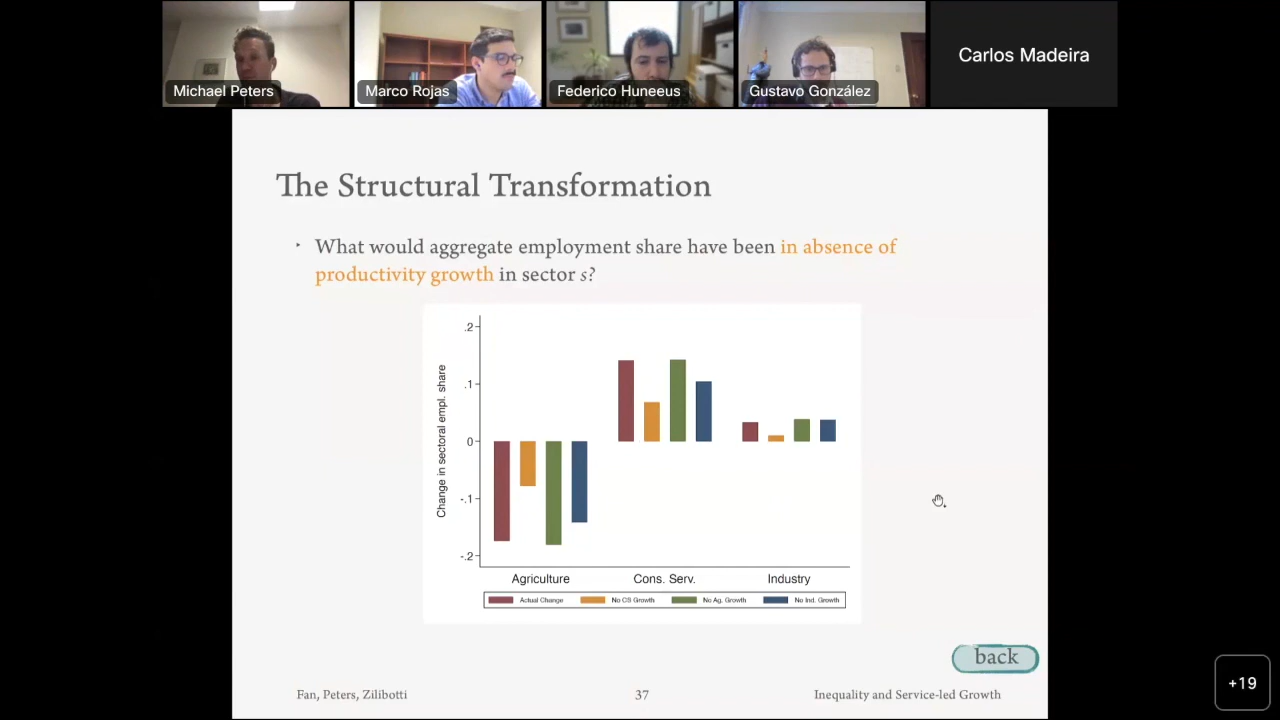 Michael Peters
Marco Rojas
Federico Huneeus
Gustavo González
Carlos Madeira
The Structural Transformation
‣ What would aggregate employment share have been in absence of
productivity growth in sector s?
Change in sectoral empl. share
.2
.1
0
-.1
-.2
Agriculture
Cons. Serv.
Industry
Actual Change
No CS Growth
No Ag. Growth
No Ind. Growth
back
Fan, Peters, Zilibotti
37
Inequality and Service-led Growth
+19